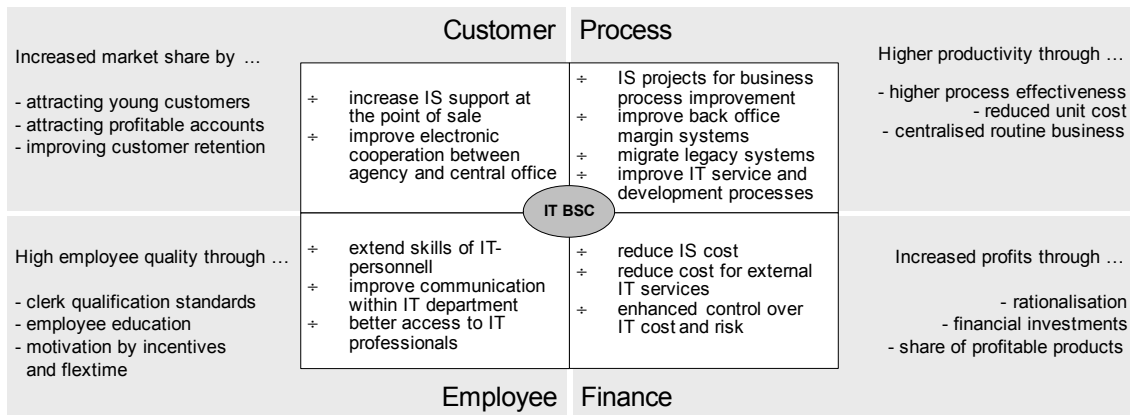 Customer
Process
Increased market share by ...
- attracting young customers
- attracting profitable accounts
- improving customer retention
÷ increase IS support at
the point of sale
÷ improve electronic
cooperation between
agency and central office
÷ IS projects for business
process improvement
÷ improve back office
margin systems
÷ migrate legacy systems
÷ improve IT service and
development processes
Higher productivity through ...
- higher process effectiveness
- reduced unit cost
- centralised routine business
IT BSC
High employee quality through ...
- clerk qualification standards
- employee education
- motivation by incentives
and flextime
÷ extend skills of IT-
personnell
÷ improve communication
within IT department
÷ better access to IT
professionals
÷ reduce IS cost
÷ reduce cost for external
IT services
÷ enhanced control over
IT cost and risk
Increased profits through ...
- rationalisation
- financial investments
- share of profitable products
Employee
Finance